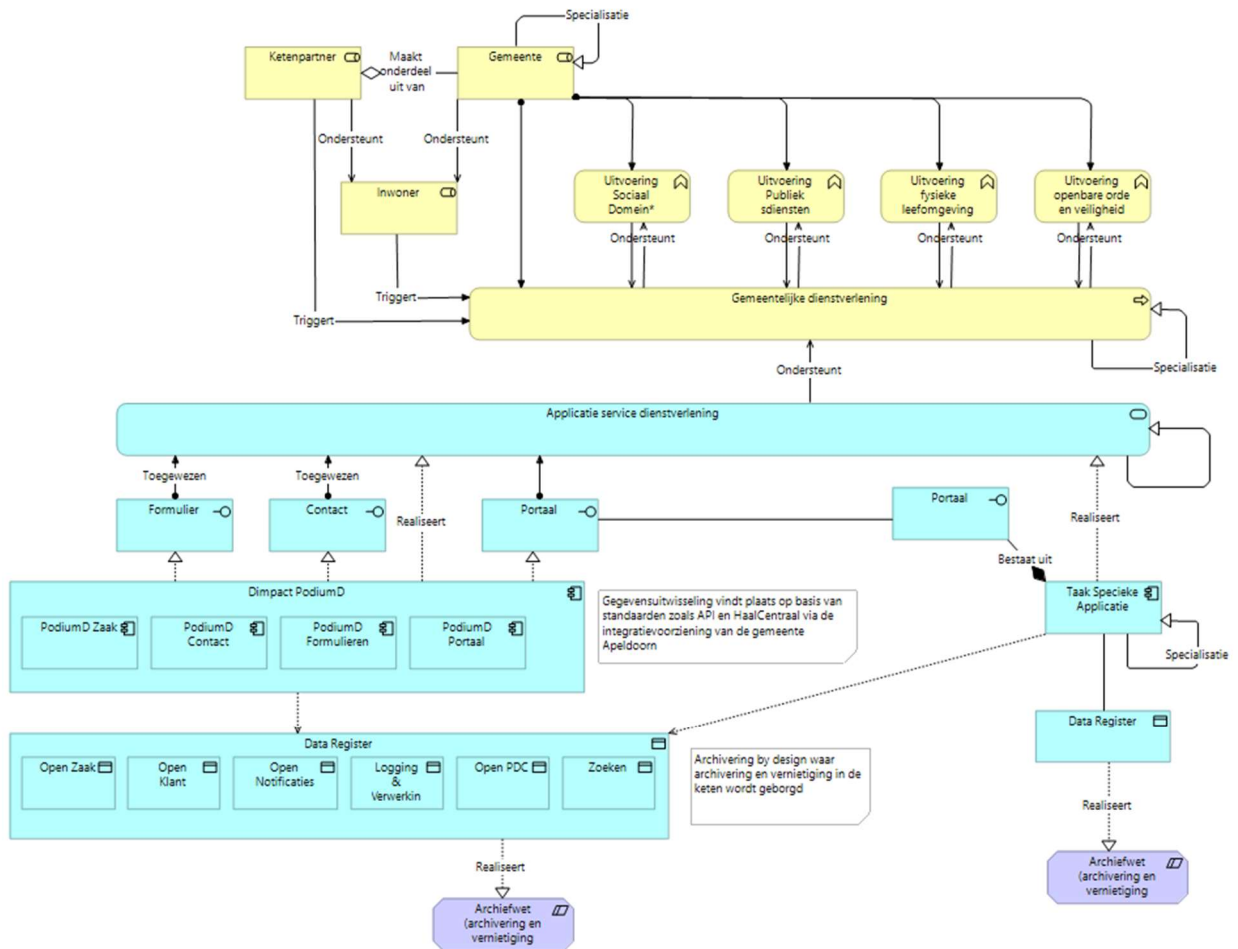 Specialisatie
Ketenpartner
Maakt
onderdeel
uit van
Gemeente
Ondersteunt
Ondersteunt
Inwoner
Uitvoering
Sociaal
Domein*
Uitvoering
Publiek
sdiensten
Uitvoering
fysieke
leefomgeving
Uitvoering
openbare orde
en veiligheid
Ondersteunt
Ondersteunt
Ondersteunt
Ondersteunt
Triggert
Triggert
Gemeentelijke dienstverlening
Specialisatie
Ondersteunt
Applicatie service dienstverlening
Toegewezen
Toegewezen
Realiseert
Formulier
Contact
Portaal
Portaal
Realiseert
Bestaat uit
Dimpact PodiumD
PodiumD Zaak
PodiumD
Contact
PodiumD
Formulieren
PodiumD
Portaal
Gegevensuitwisseling vindt plaats op basis van
standaarden zoals API en HaalCentraal via de
integratievoorziening van de gemeente
Apeldoorn
Taak Specieke
Applicatie
Specialisatie
Data Register
Data Register
Open Zaak
Open
Klant
Open
Notificaties
Logging
&
Verwerkin
Open PDC
Zoeken
Archivering by design waar
archivering en vernietiging in de
keten wordt geborgd
Realiseert
Realiseert
Archiefwet
(archivering en
vernietiging
Archiefwet
(archivering en
vernietiging